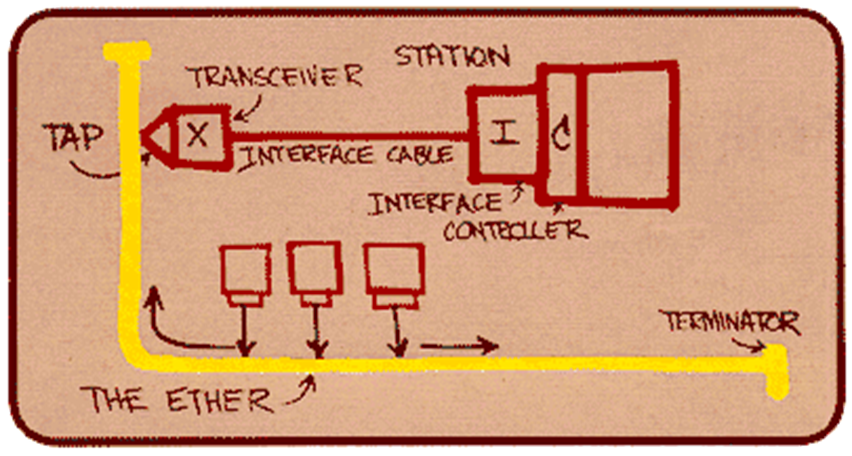 STATION
TRANSCEIVER
TAP
X
I
C
INTERFACE CABLE
INTERFACE
CONTROLLER
TERMINATOR
THE ETHER